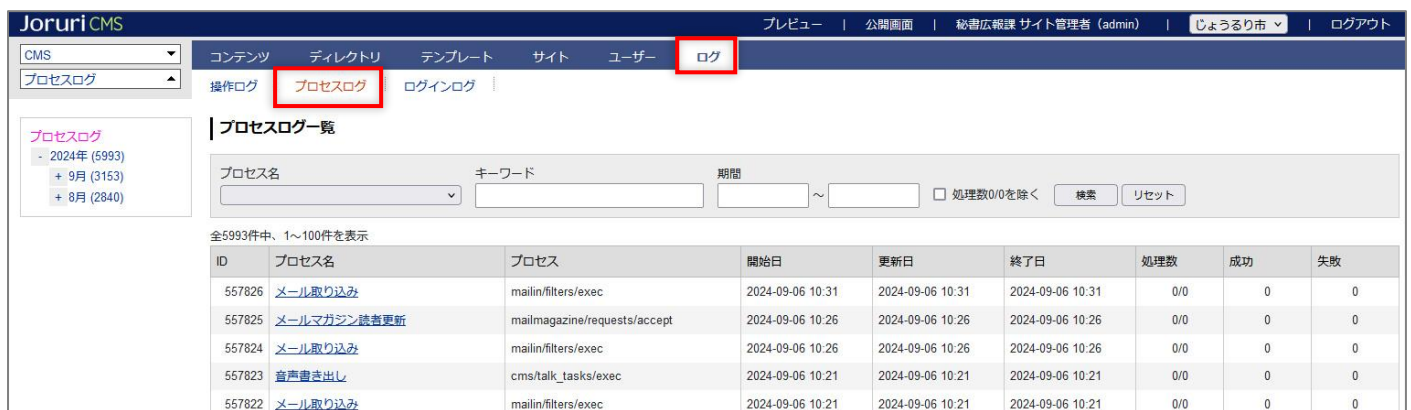 Joruri CMS プレビュー | 公開画面 | 秘書広報課 サイト管理者（admin） | じょうるり市 | ログアウト
CMS
プロセスログ
コンテンツ ディレクトリ テンプレート サイト ユーザー ログ
操作ログ プロセスログ ログインログ
プロセスログ
- 2024年 (5993)
+ 9月 (3153)
+ 8月 (2840)
プロセスログ一覧
プロセス名 キーワード 期間
～ 処理数0/0を除く 検索 リセット
全5993件中、1～100件を表示
ID プロセス名 プロセス 開始日 更新日 終了日 処理数 成功 失敗
557826 メール取り込み mailin/filters/exec 2024-09-06 10:31 2024-09-06 10:31 2024-09-06 10:31 0/0 0 0
557825 メールマガジン読者更新 mailmagazine/requests/accept 2024-09-06 10:26 2024-09-06 10:26 2024-09-06 10:26 0/0 0 0
557824 メール取り込み mailin/filters/exec 2024-09-06 10:26 2024-09-06 10:26 2024-09-06 10:26 0/0 0 0
557823 音声書き出し cms/talk_tasks/exec 2024-09-06 10:21 2024-09-06 10:21 2024-09-06 10:21 0/0 0 0
557822 メール取り込み mailin/filters/exec 2024-09-06 10:21 2024-09-06 10:21 2024-09-06 10:21 0/0 0 0